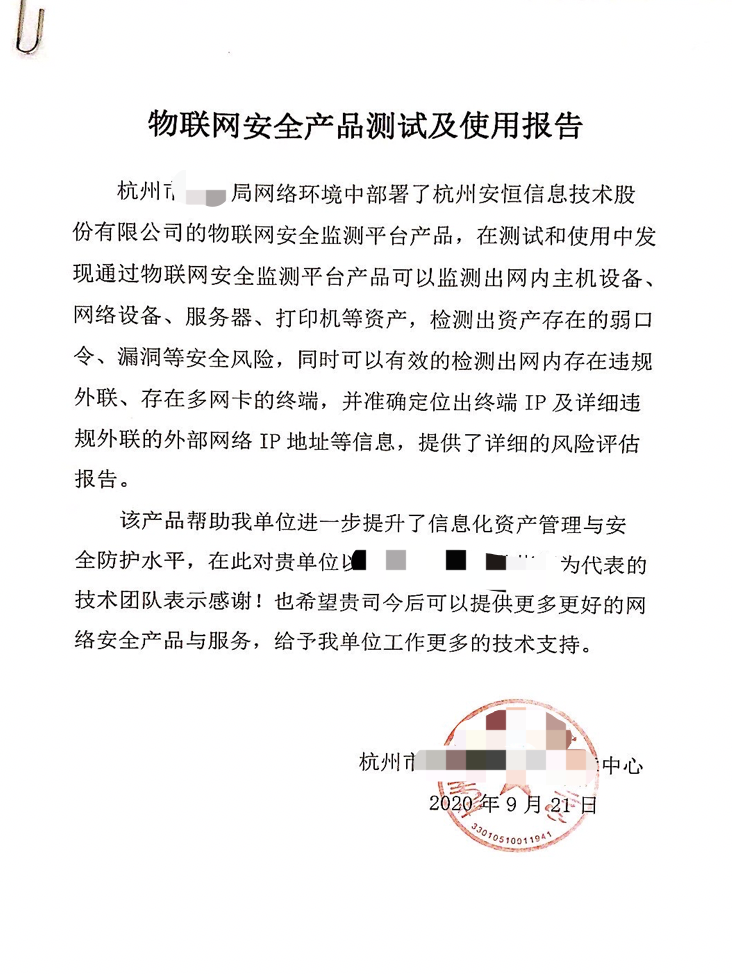 物联网安全产品测试及使用报告
杭州市 局网络环境中部署了杭州安恒信息技术股
份有限公司的物联网安全监测平台产品，在测试和使用中发
现通过物联网安全监测平台产品可以监测出网内主机设备、
网络设备、服务器、打印机等资产，检测出资产存在的弱口
令、漏洞等安全风险，同时可以有效的检测出网内存在违规
外联、存在多网卡的终端，并准确定位出终端 IP 及详细违
规外联的外部网络 IP 地址等信息，提供了详细的风险评估
报告。
该产品帮助我单位进一步提升了信息化资产管理与安
全防护水平，在此对贵单位以 为代表的
技术团队表示感谢！也希望贵司今后可以提供更多更好的网
络安全产品与服务，给予我单位工作更多的技术支持。
杭州市 中心
2020 年 9 月 21 日
33010510011941